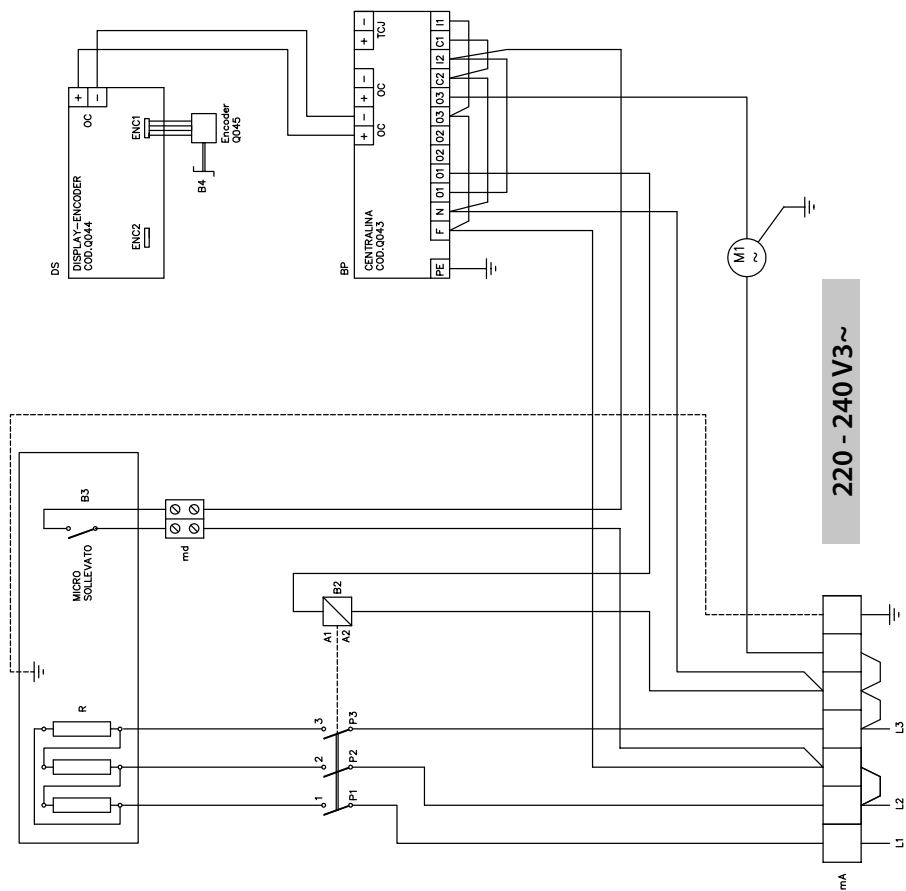 DS
DISPLAY-ENCODER
COD.Q044
OC
+
-
ENC1
ENC2
Encoder
Q045
B4
BP
CENTRALINA
COD.Q043
+ - + - + -
OC OC TCJ
PE F N O1 O1 O2 O2 O3 O3 C2 I2 C1 I1
M1
~
220 - 240 V3~
MICRO
SOLLEVATO
B3
md
R
B2
A1
A2
1 2 3
P1 P2 P3
mA
L1 L2 L3